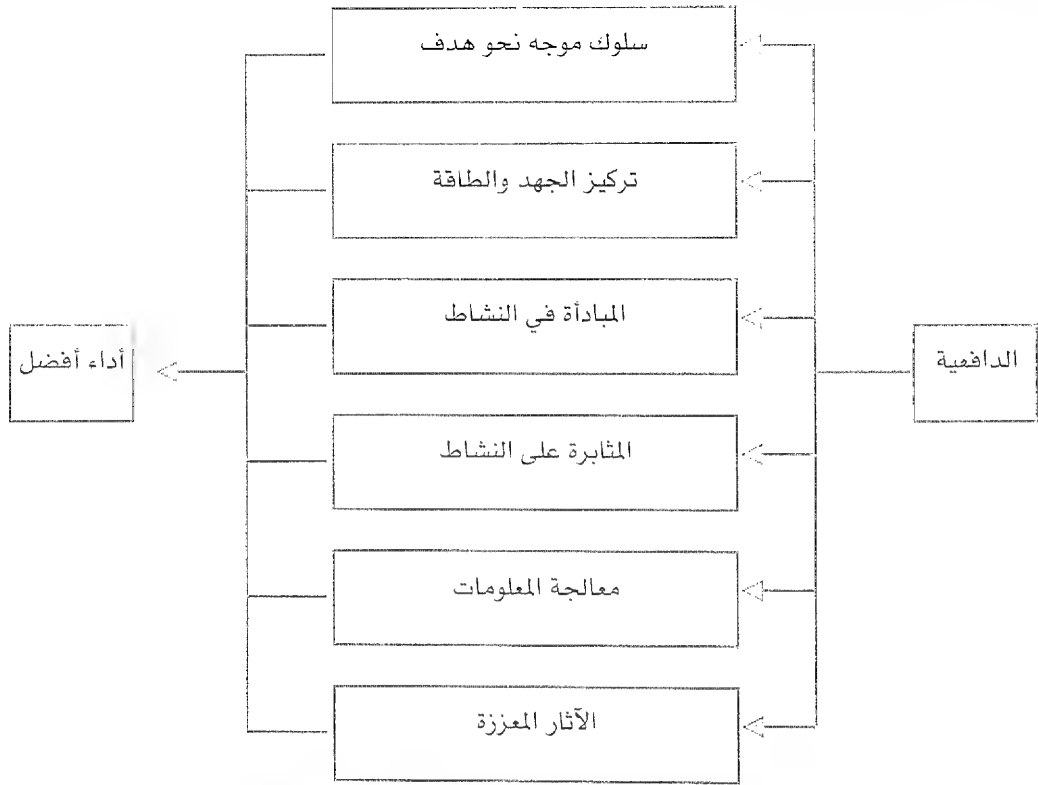 الدافعية
سلوك موجه نحو هدف
تركيز الجهد والطاقة
المبادأة في النشاط
المثابرة على النشاط
معالجة المعلومات
الآثار المعززة
أداء أفضل